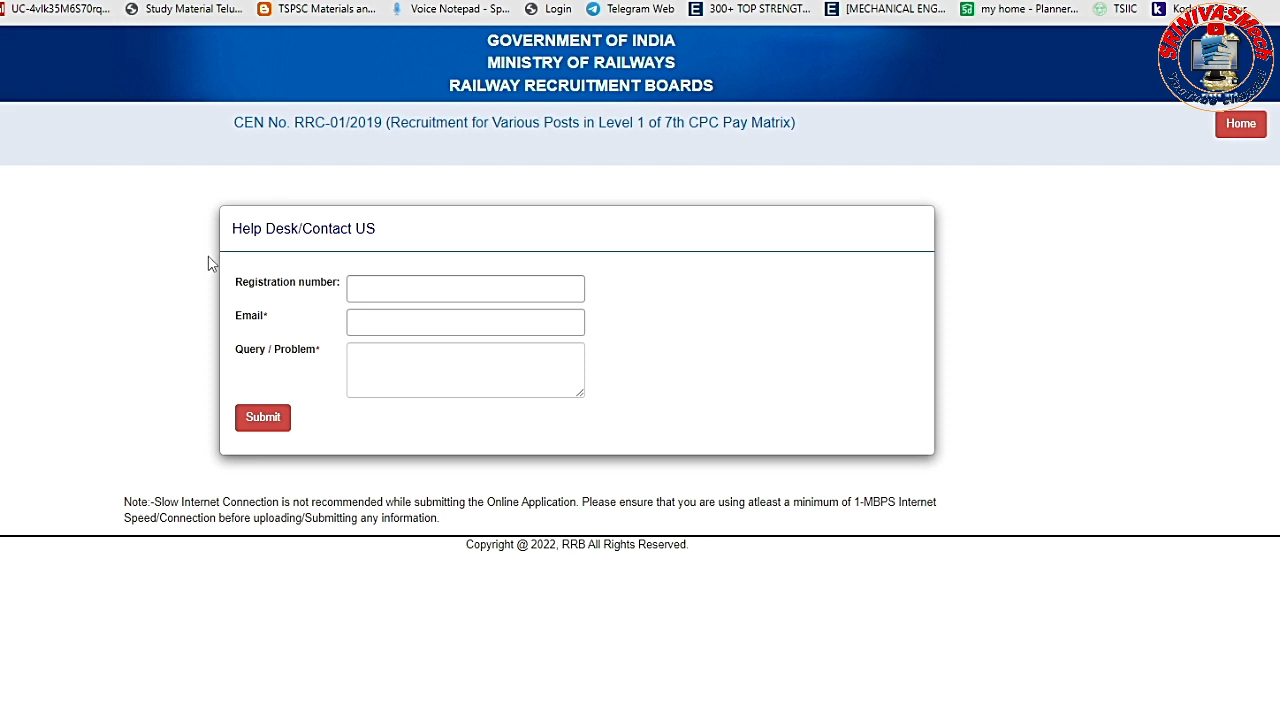 UC-4vlk35M6S70rq... Study Material Telu... TSPSC Materials an... Voice Notepad - Sp... Login Telegram Web 300+ TOP STRENGT... [MECHANICAL ENG... my home - Planner... TSIIC
SRINIVASMech
YouTube Channel
GOVERNMENT OF INDIA
MINISTRY OF RAILWAYS
RAILWAY RECRUITMENT BOARDS
CEN No. RRC-01/2019 (Recruitment for Various Posts in Level 1 of 7th CPC Pay Matrix)
Home
Help Desk/Contact US
Registration number:
Email*
Query / Problem*
Submit
Note:-Slow Internet Connection is not recommended while submitting the Online Application. Please ensure that you are using atleast a minimum of 1-MBPS Internet
Speed/Connection before uploading/Submitting any information.
Copyright @ 2022, RRB All Rights Reserved.